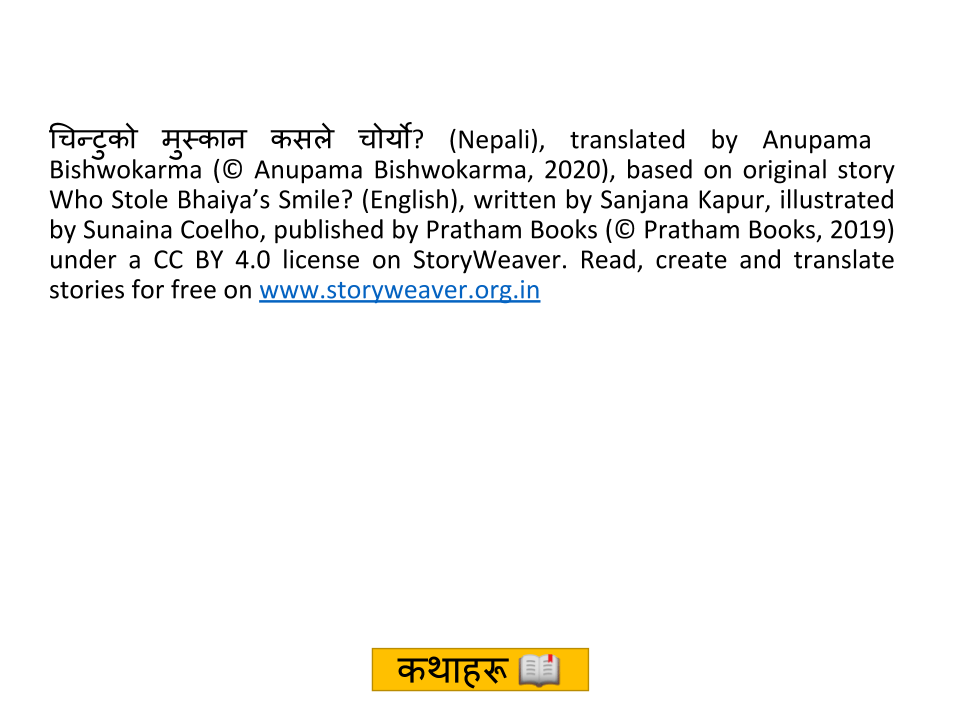 चिन्टुको मुस्कान कसले चोर्यो? (Nepali), translated by Anupama
Bishwokarma (© Anupama Bishwokarma, 2020), based on original story
Who Stole Bhaiya’s Smile? (English), written by Sanjana Kapur, illustrated
by Sunaina Coelho, published by Pratham Books (© Pratham Books, 2019)
under a CC BY 4.0 license on StoryWeaver. Read, create and translate
stories for free on www.storyweaver.org.in
कथाहरू 📖